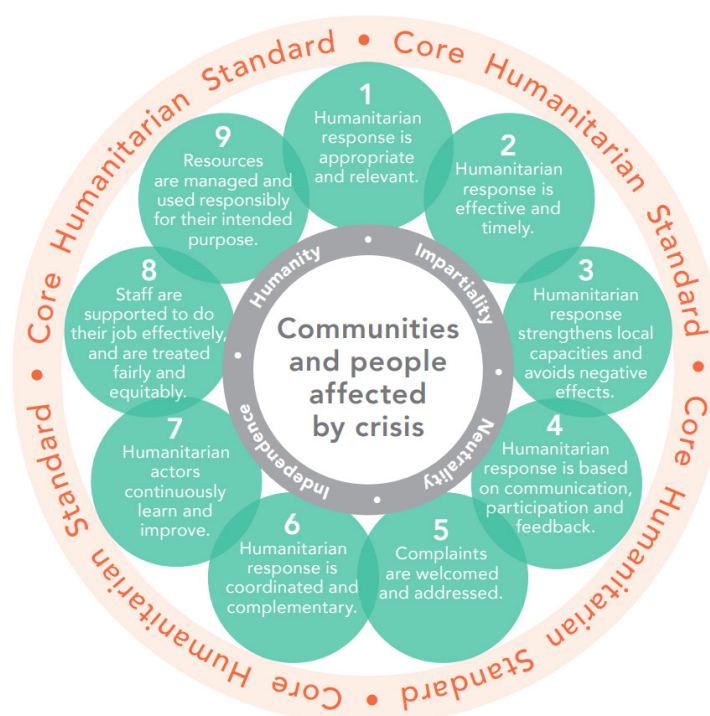 Core Humanitarian Standard • Core Humanitarian Standard • Core Humanitarian Standard • Core Humanitarian Standard •
1
Humanitarian
response is
appropriate
and relevant.
2
Humanitarian
response is
effective and
timely.
3
Humanitarian
response
strengthens local
capacities and
avoids negative
effects.
4
Humanitarian
response is based
on communication,
participation and
feedback.
5
Complaints
are welcomed
and addressed.
6
Humanitarian
response is
coordinated and
complementary.
7
Humanitarian
actors
continuously
learn and
improve.
8
Staff are
supported to do
their job effectively,
and are treated
fairly and
equitably.
9
Resources
are managed and
used responsibly
for their intended
purpose.
Humanity • Impartiality • Neutrality • Independence •
Communities
and people
affected
by crisis